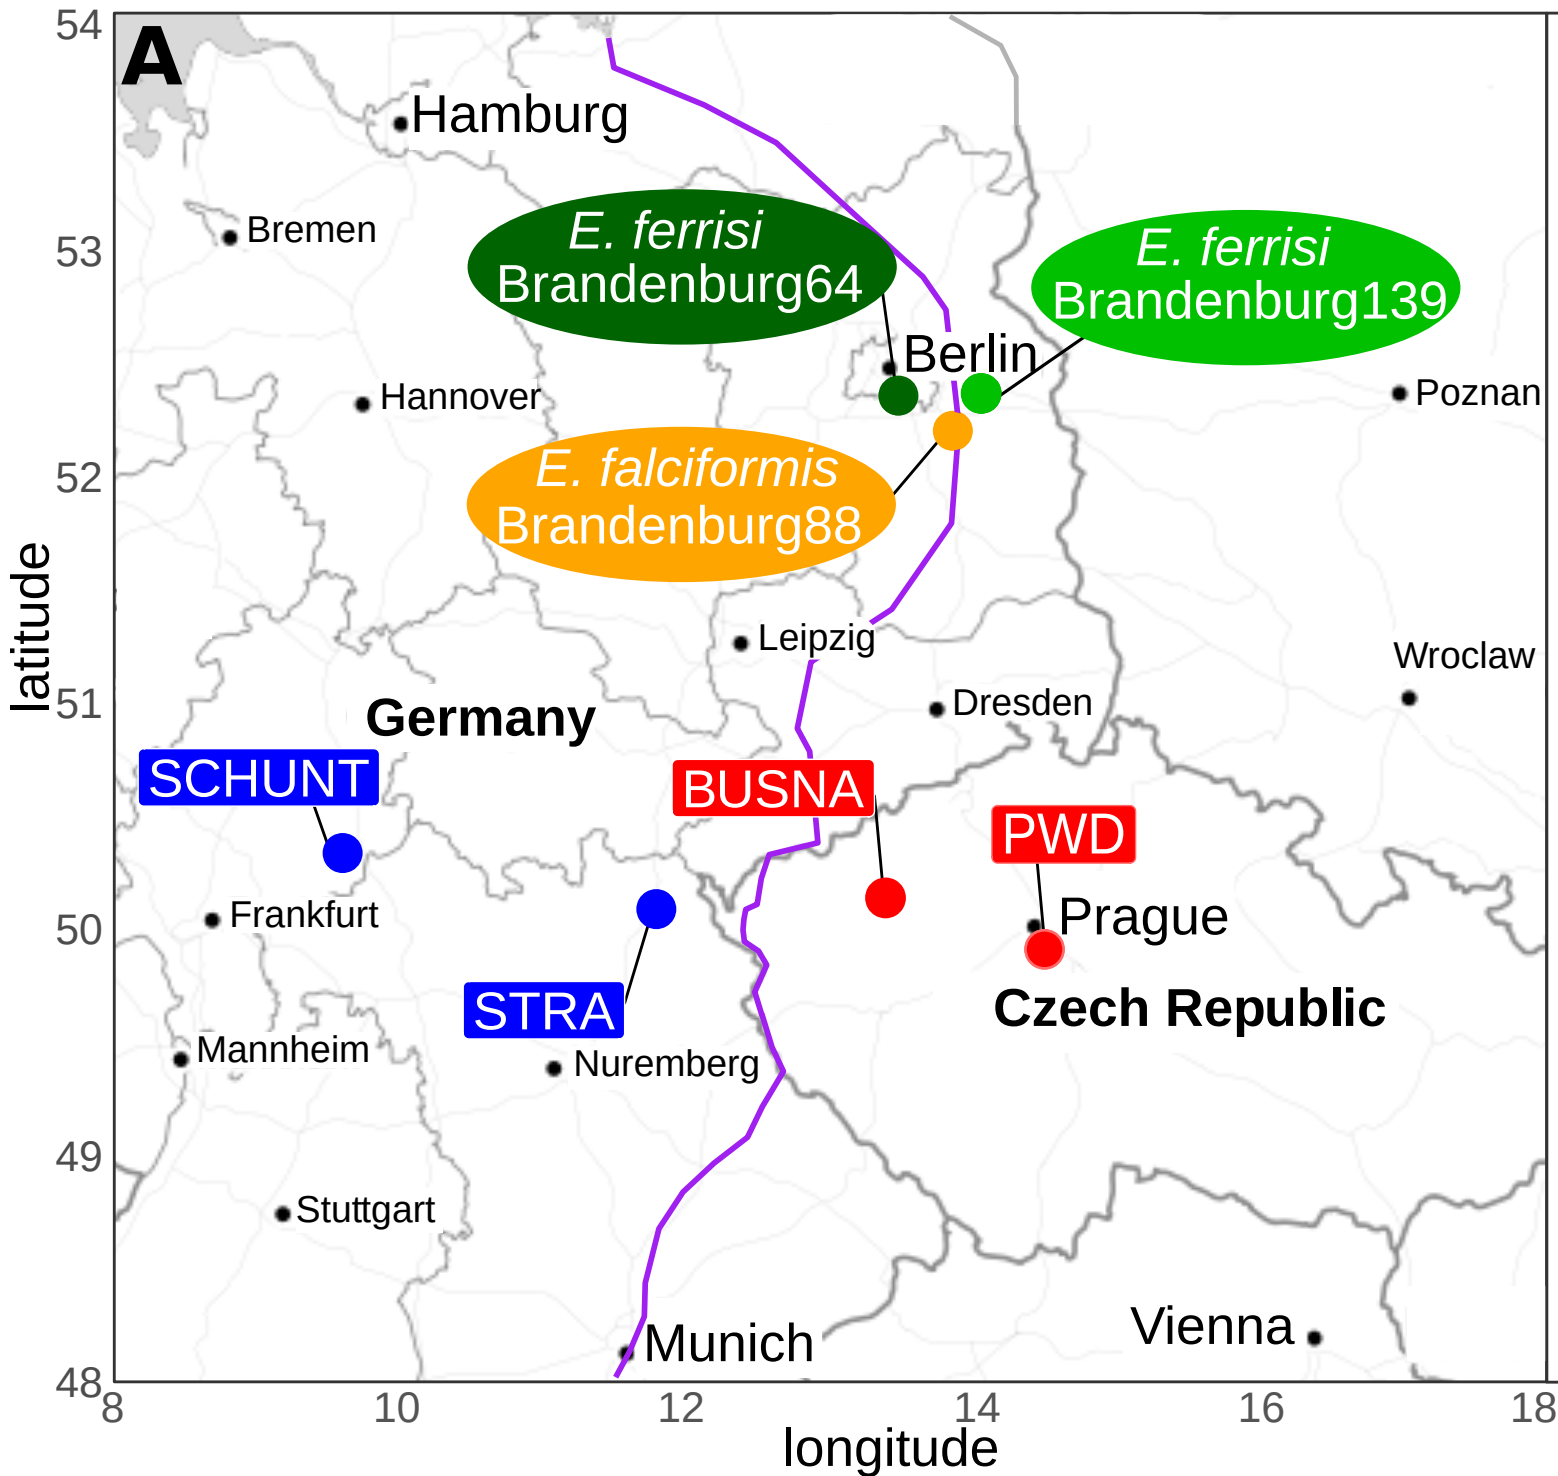 A
54
53
52
51
50
49
48
latitude
Hamburg
Bremen
E. ferrisi
Brandenburg64
E. ferrisi
Brandenburg139
Berlin
Hannover
Poznan
E. falciformis
Brandenburg88
Leipzig
Wroclaw
Dresden
Germany
SCHUNT
BUSNA
PWD
Frankfurt
Prague
STRA
Czech Republic
Mannheim
Nuremberg
Stuttgart
Munich
Vienna
8
10
12
14
16
18
longitude